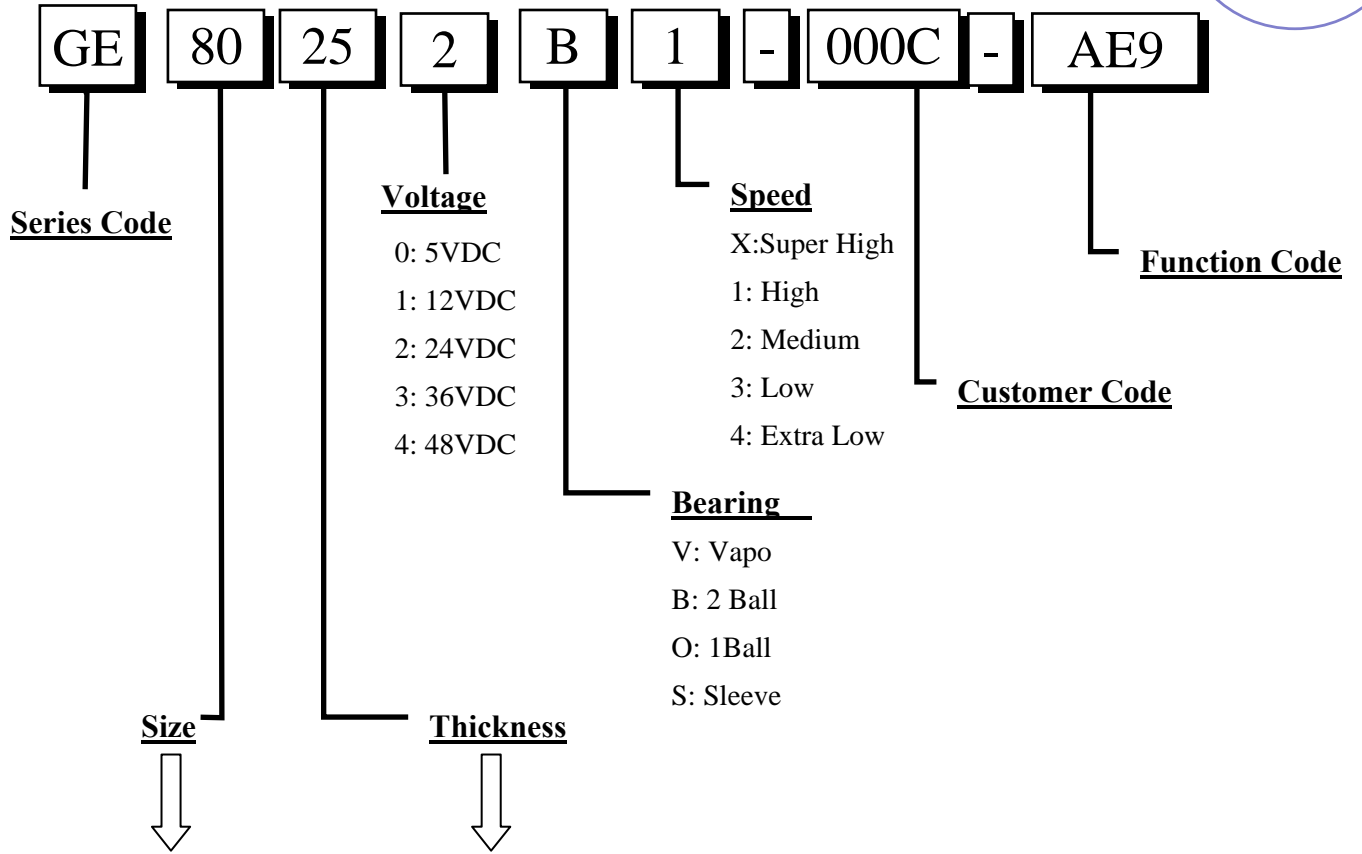 GE 80 25 2 B 1 - 000C - AE9
Series Code
Voltage
0: 5VDC
1: 12VDC
2: 24VDC
3: 36VDC
4: 48VDC
Speed
X:Super High
1: High
2: Medium
3: Low
4: Extra Low
Function Code
Customer Code
Bearing
V: Vapo
B: 2 Ball
O: 1Ball
S: Sleeve
Size
Thickness